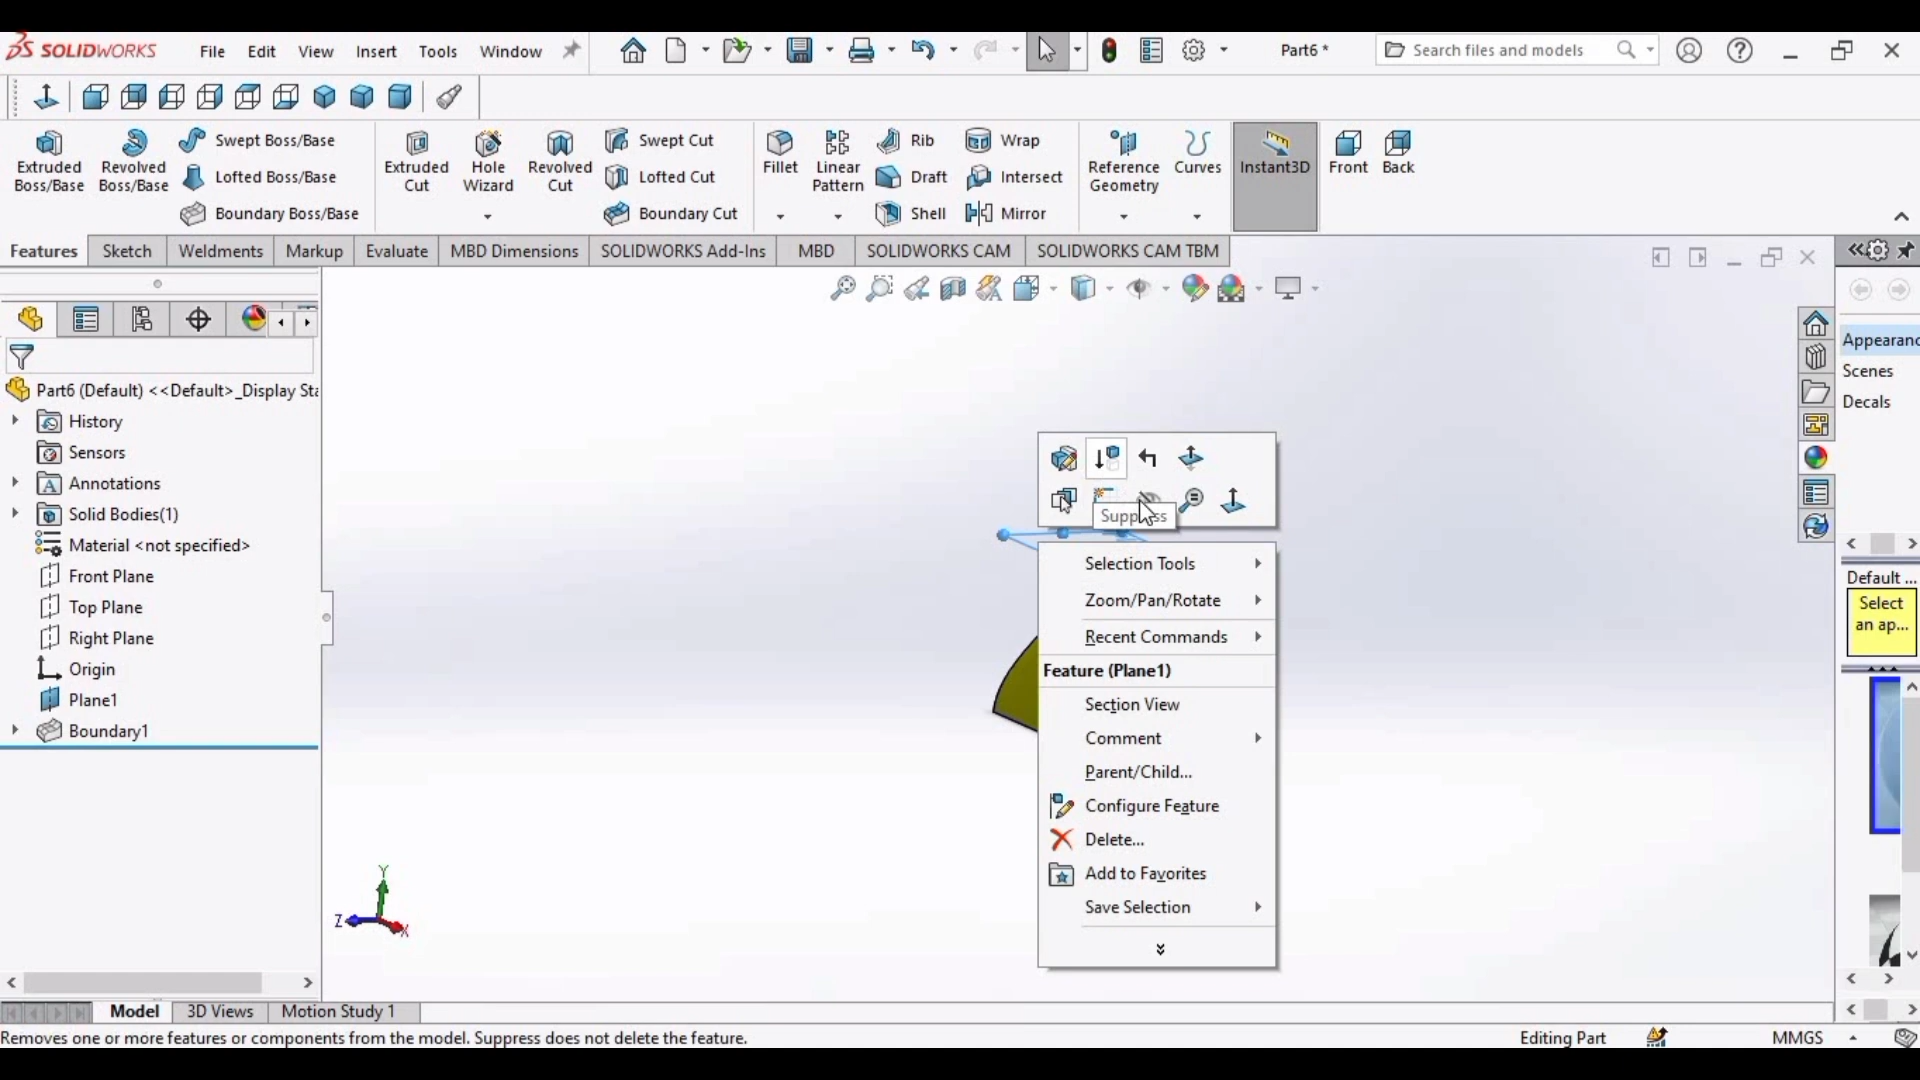 SOLIDWORKS File Edit View Insert Tools Window Part6 * Search files and models
Extruded Boss/Base
Revolved Boss/Base
Swept Boss/Base
Lofted Boss/Base
Boundary Boss/Base
Extruded Cut
Hole Wizard
Revolved Cut
Swept Cut
Lofted Cut
Boundary Cut
Fillet
Linear Pattern
Rib
Draft
Shell
Wrap
Intersect
Mirror
Reference Geometry
Curves
Instant3D
Front
Back
Features Sketch Weldments Markup Evaluate MBD Dimensions SOLIDWORKS Add-Ins MBD SOLIDWORKS CAM SOLIDWORKS CAM TBM
Part6 (Default) <<Default>_Display Sta
History
Sensors
Annotations
Solid Bodies(1)
Material <not specified>
Front Plane
Top Plane
Right Plane
Origin
Plane1
Boundary1
Suppress
Selection Tools
Zoom/Pan/Rotate
Recent Commands
Feature (Plane1)
Section View
Comment
Parent/Child...
Configure Feature
Delete...
Add to Favorites
Save Selection
Y
Z
X
Appearanc
Scenes
Decals
Default ...
Select
an ap...
Model 3D Views Motion Study 1
Removes one or more features or components from the model. Suppress does not delete the feature.
Editing Part MMGS